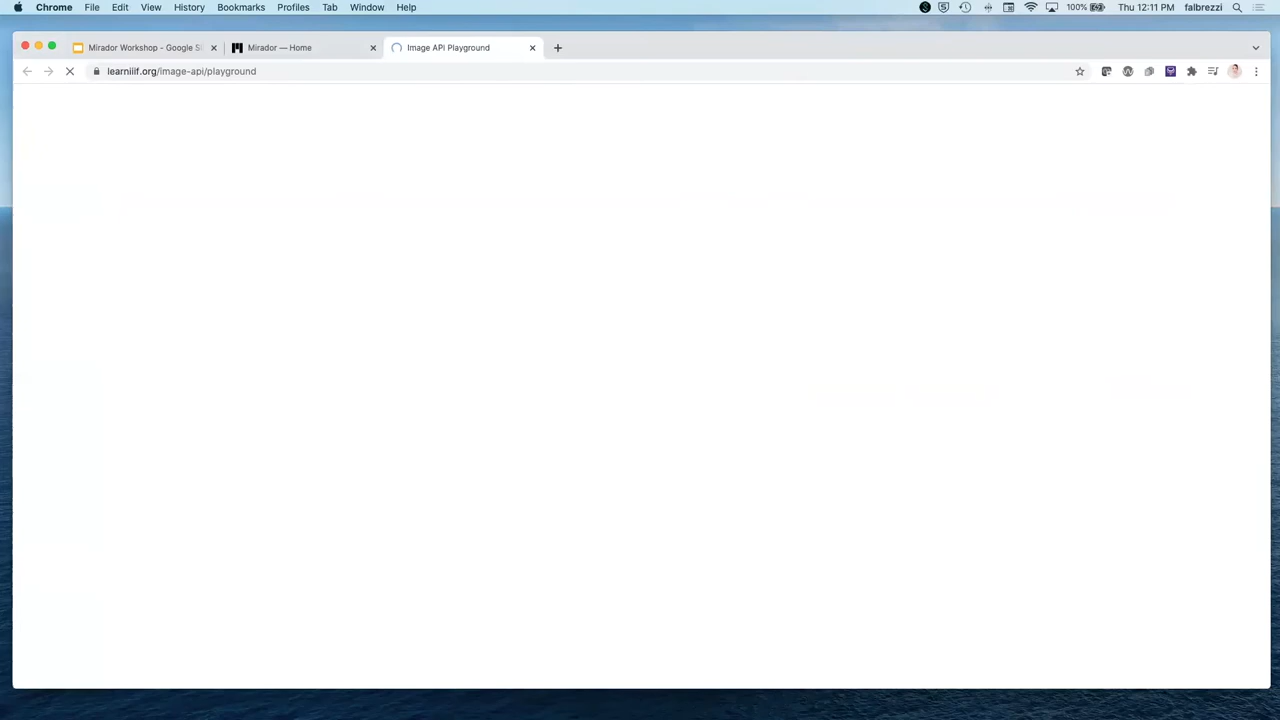 Chrome File Edit View History Bookmarks Profiles Tab Window Help 100% Thu 12:11 PM falbrezzi
Mirador Workshop - Google Sl Mirador — Home Image API Playground
learniiif.org/image-api/playground